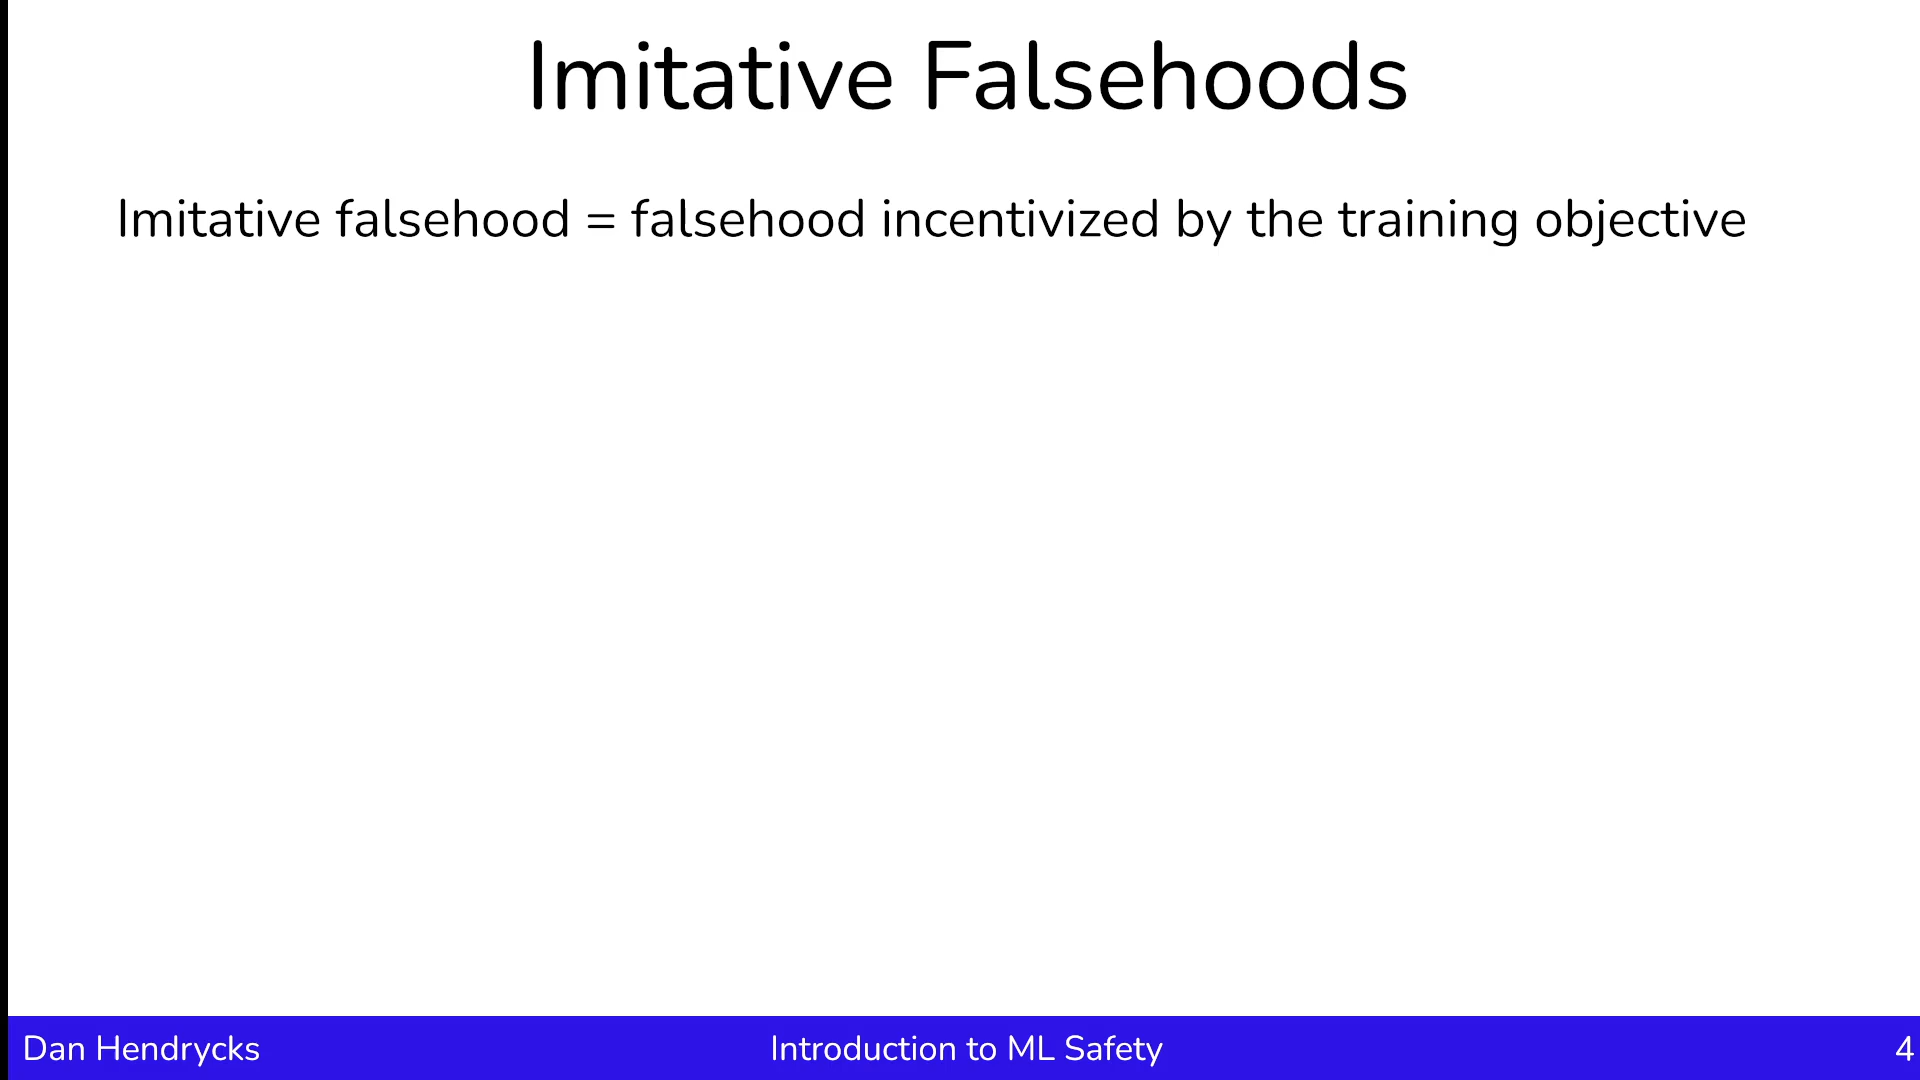 Imitative Falsehoods
Imitative falsehood = falsehood incentivized by the training objective
Dan Hendrycks
Introduction to ML Safety
4